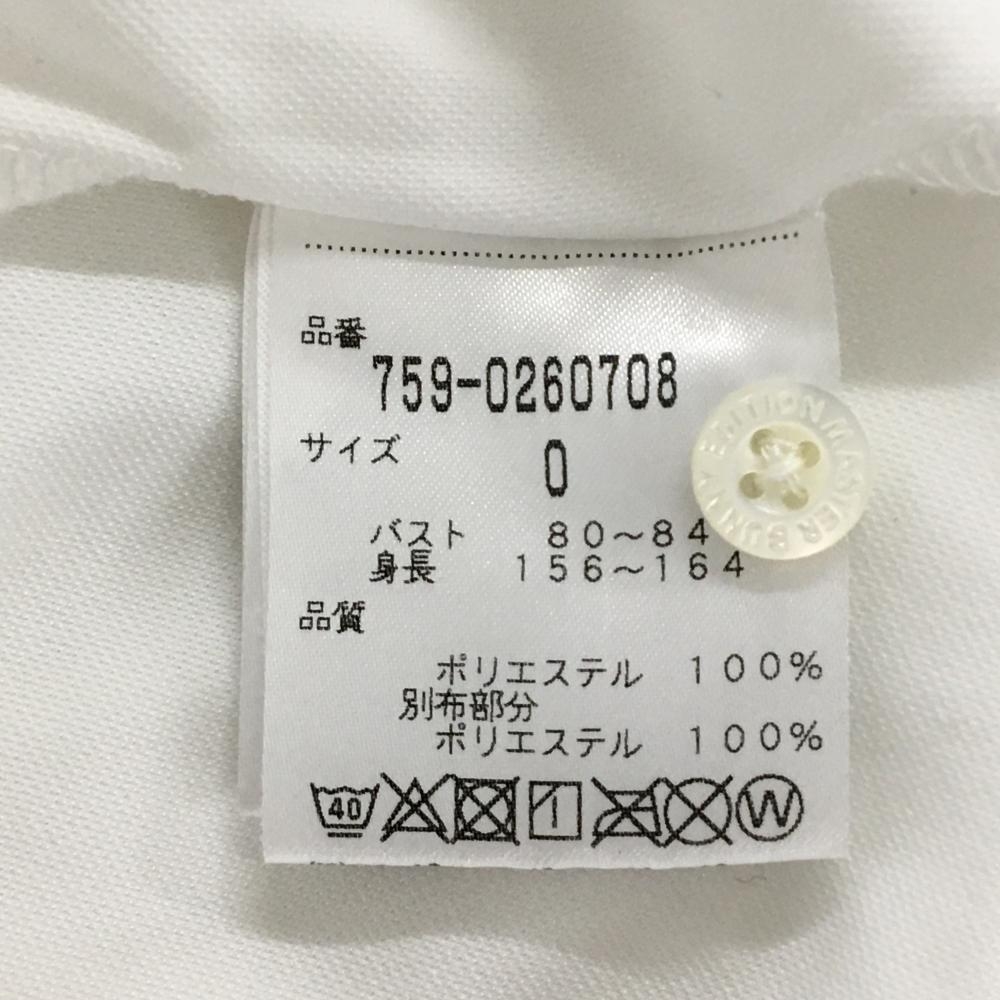 品番
759-0260708
サイズ
0
バスト 80〜84
身長 156〜164
品質
ポリエステル 100%
別布部分
ポリエステル 100%
40
W
MASTER BUNNY EDITION